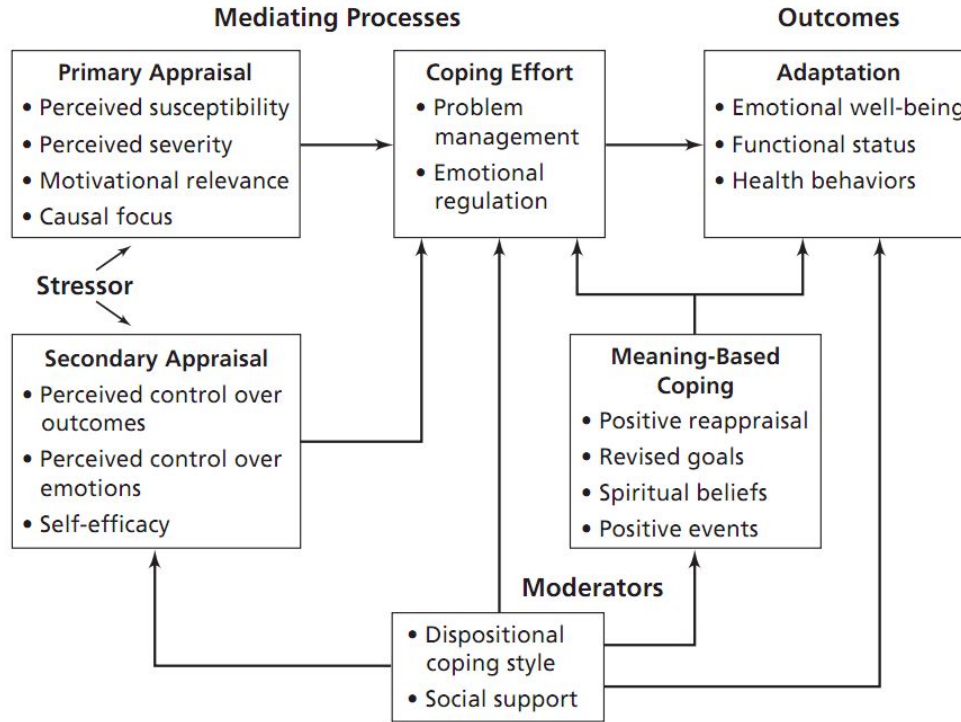 Mediating Processes
Outcomes
Primary Appraisal
• Perceived susceptibility
• Perceived severity
• Motivational relevance
• Causal focus
Coping Effort
• Problem
management
• Emotional
regulation
Adaptation
• Emotional well-being
• Functional status
• Health behaviors
Stressor
Secondary Appraisal
• Perceived control over
outcomes
• Perceived control over
emotions
• Self-efficacy
Meaning-Based
Coping
• Positive reappraisal
• Revised goals
• Spiritual beliefs
• Positive events
Moderators
• Dispositional
coping style
• Social support